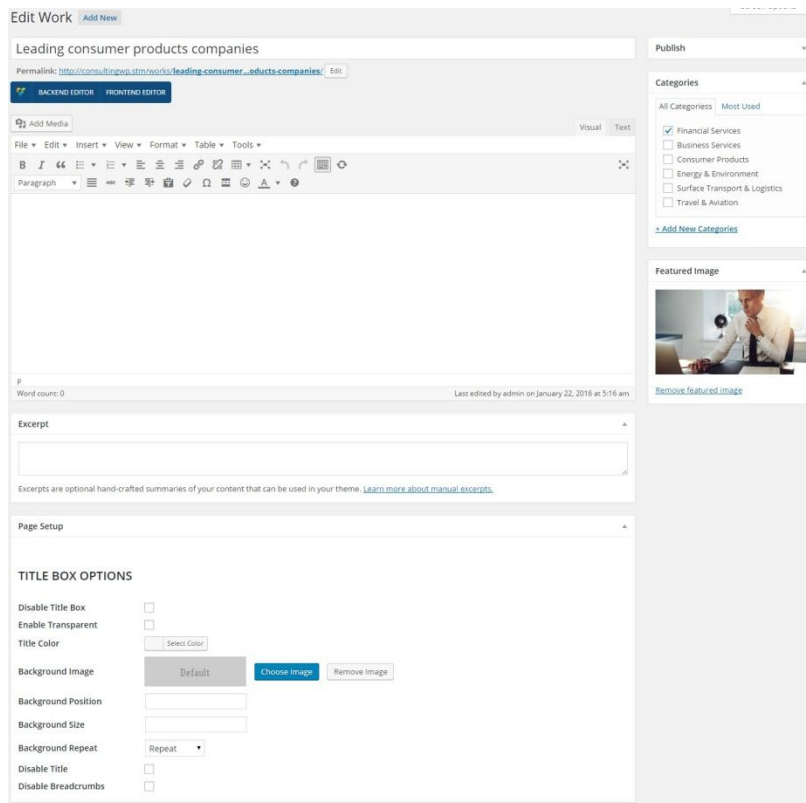 Edit Work Add New
Leading consumer products companies
Permalink: http://consultingwp.stm/works/leading-consumer...oducts-companies/ Edit
BACKEND EDITOR FRONTEND EDITOR
Add Media
Visual Text
File Edit Insert View Format Table Tools
B I
Paragraph
P
Word count: 0 Last edited by admin on January 22, 2016 at 5:16 am
Excerpt
Excerpts are optional hand-crafted summaries of your content that can be used in your theme. Learn more about manual excerpts.
Page Setup
TITLE BOX OPTIONS
Disable Title Box
Enable Transparent
Title Color Select Color
Background Image Default Choose Image Remove Image
Background Position
Background Size
Background Repeat Repeat
Disable Title
Disable Breadcrumbs
Publish
Categories
All Categoriess Most Used
Financial Services
Business Services
Consumer Products
Energy & Environment
Surface Transport & Logistics
Travel & Aviation
+ Add New Categories
Featured Image
Remove featured image